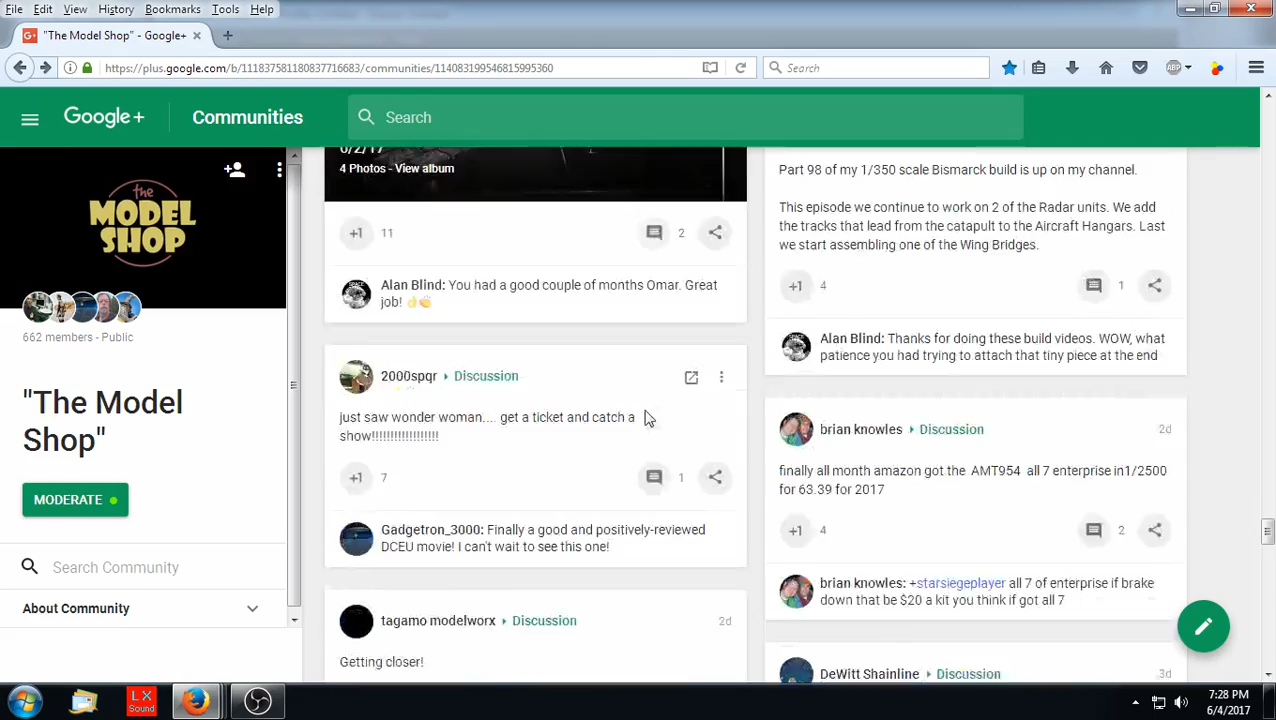 File Edit View History Bookmarks Tools Help
"The Model Shop" - Google+
https://plus.google.com/b/111837581180837716683/communities/114083199546815995360
Search
ABP
Google+ Communities Search
the
MODEL
SHOP
662 members - Public
"The Model
Shop"
MODERATE
Search Community
About Community
4 Photos - View album
+1 11 2
Alan Blind: You had a good couple of months Omar. Great
job! 👌👏
2000spqr ▸ Discussion
just saw wonder woman.... get a ticket and catch a
show!!!!!!!!!!!!!!!!!!
+1 7 1
Gadgetron_3000: Finally a good and positively-reviewed
DCEU movie! I can't wait to see this one!
tagamo modelworx ▸ Discussion 2d
Getting closer!
Part 98 of my 1/350 scale Bismarck build is up on my channel.
This episode we continue to work on 2 of the Radar units. We add
the tracks that lead from the catapult to the Aircraft Hangars. Last
we start assembling one of the Wing Bridges.
+1 4 1
Alan Blind: Thanks for doing these build videos. WOW, what
patience you had trying to attach that tiny piece at the end
brian knowles ▸ Discussion 2d
finally all month amazon got the AMT954 all 7 enterprise in1/2500
for 63.39 for 2017
+1 4 2
brian knowles: +starsiegeplayer all 7 of enterprise if brake
down that be $20 a kit you think if got all 7
DeWitt Shainline ▸ Discussion 3d
LX
Sound
7:28 PM
6/4/2017